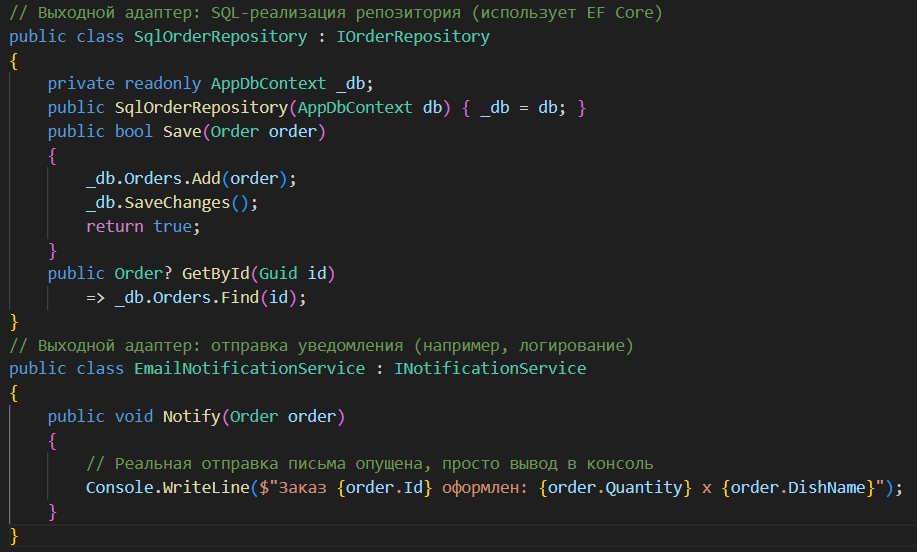 // Выходной адаптер: SQL-реализация репозитория (использует EF Core)
public class SqlOrderRepository : IOrderRepository
{
    private readonly AppDbContext _db;
    public SqlOrderRepository(AppDbContext db) { _db = db; }
    public bool Save(Order order)
    {
        _db.Orders.Add(order);
        _db.SaveChanges();
        return true;
    }
    public Order? GetById(Guid id)
        => _db.Orders.Find(id);
}
// Выходной адаптер: отправка уведомления (например, логирование)
public class EmailNotificationService : INotificationService
{
    public void Notify(Order order)
    {
        // Реальная отправка письма опущена, просто вывод в консоль
        Console.WriteLine($"Заказ {order.Id} оформлен: {order.Quantity} x {order.DishName}");
    }
}